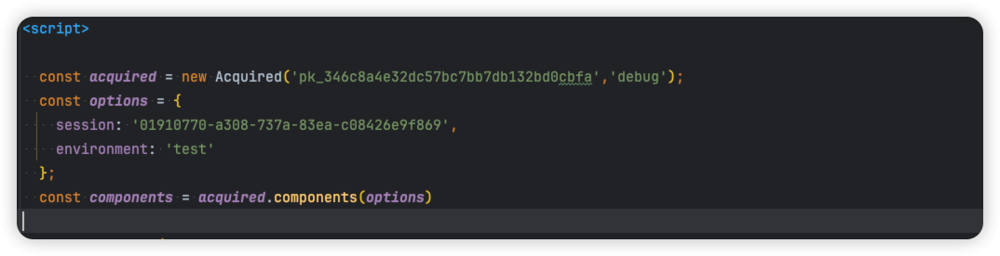 <script>
const acquired = new Acquired('pk_346c8a4e32dc57bc7bb7db132bd0cbfa','debug');
const options = {
session: '01910770-a308-737a-83ea-c08426e9f869',
environment: 'test'
};
const components = acquired.components(options)